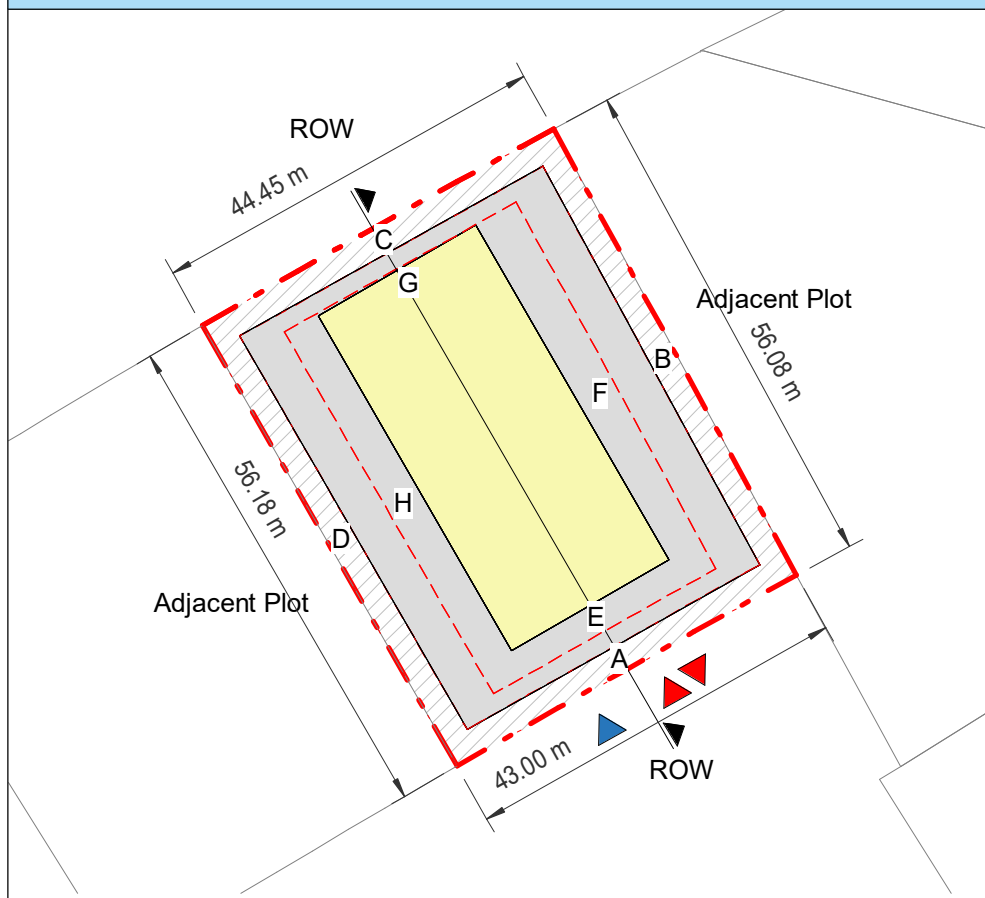 ROW
44.45 m
C
G
Adjacent Plot
B
56.08 m
F
H
56.18 m
D
Adjacent Plot
E
A
43.00 m
ROW